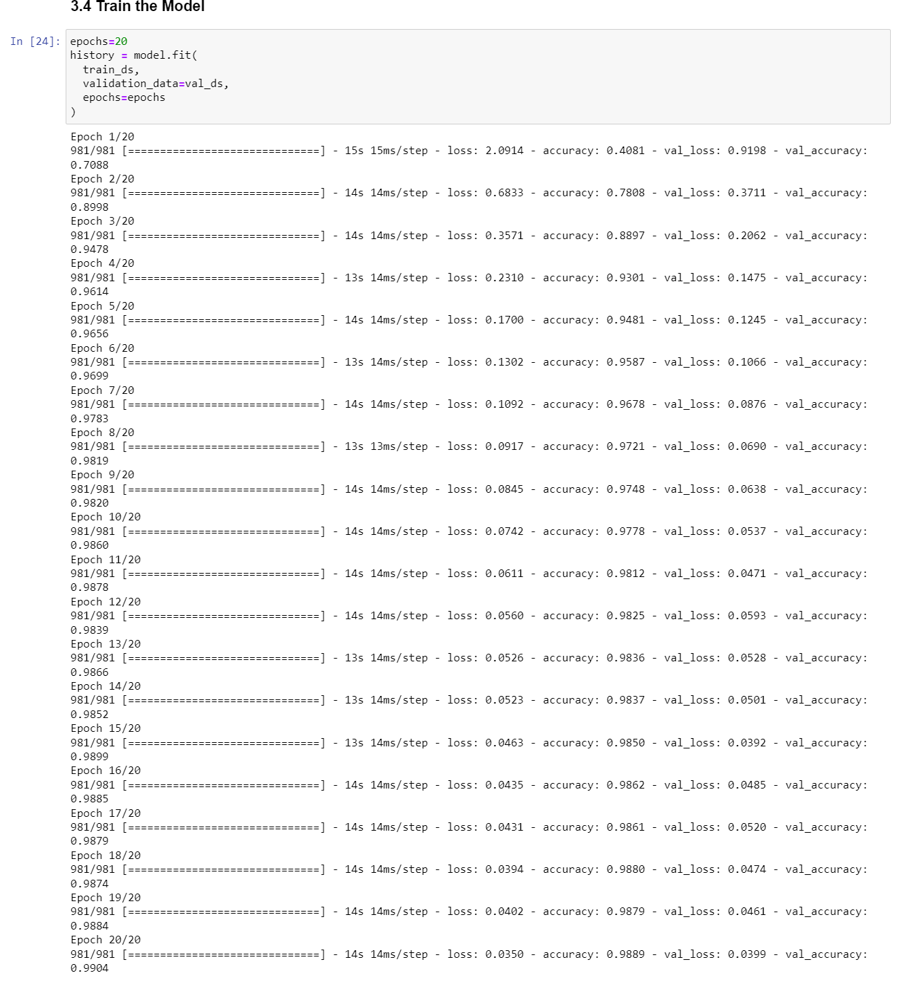 3.4 Train the Model
In [24]:
epochs=20
history = model.fit(
  train_ds,
  validation_data=val_ds,
  epochs=epochs
)
Epoch 1/20
981/981 [==============================] - 15s 15ms/step - loss: 2.0914 - accuracy: 0.4081 - val_loss: 0.9198 - val_accuracy:
0.7088
Epoch 2/20
981/981 [==============================] - 14s 14ms/step - loss: 0.6833 - accuracy: 0.7808 - val_loss: 0.3711 - val_accuracy:
0.8998
Epoch 3/20
981/981 [==============================] - 14s 14ms/step - loss: 0.3571 - accuracy: 0.8897 - val_loss: 0.2062 - val_accuracy:
0.9478
Epoch 4/20
981/981 [==============================] - 13s 14ms/step - loss: 0.2310 - accuracy: 0.9301 - val_loss: 0.1475 - val_accuracy:
0.9614
Epoch 5/20
981/981 [==============================] - 14s 14ms/step - loss: 0.1700 - accuracy: 0.9481 - val_loss: 0.1245 - val_accuracy:
0.9656
Epoch 6/20
981/981 [==============================] - 13s 14ms/step - loss: 0.1302 - accuracy: 0.9587 - val_loss: 0.1066 - val_accuracy:
0.9699
Epoch 7/20
981/981 [==============================] - 14s 14ms/step - loss: 0.1092 - accuracy: 0.9678 - val_loss: 0.0876 - val_accuracy:
0.9783
Epoch 8/20
981/981 [==============================] - 13s 13ms/step - loss: 0.0917 - accuracy: 0.9721 - val_loss: 0.0690 - val_accuracy:
0.9819
Epoch 9/20
981/981 [==============================] - 14s 14ms/step - loss: 0.0845 - accuracy: 0.9748 - val_loss: 0.0638 - val_accuracy:
0.9820
Epoch 10/20
981/981 [==============================] - 14s 14ms/step - loss: 0.0742 - accuracy: 0.9778 - val_loss: 0.0537 - val_accuracy:
0.9860
Epoch 11/20
981/981 [==============================] - 14s 14ms/step - loss: 0.0611 - accuracy: 0.9812 - val_loss: 0.0471 - val_accuracy:
0.9878
Epoch 12/20
981/981 [==============================] - 14s 14ms/step - loss: 0.0560 - accuracy: 0.9825 - val_loss: 0.0593 - val_accuracy:
0.9839
Epoch 13/20
981/981 [==============================] - 13s 14ms/step - loss: 0.0526 - accuracy: 0.9836 - val_loss: 0.0528 - val_accuracy:
0.9866
Epoch 14/20
981/981 [==============================] - 13s 14ms/step - loss: 0.0523 - accuracy: 0.9837 - val_loss: 0.0501 - val_accuracy:
0.9852
Epoch 15/20
981/981 [==============================] - 13s 14ms/step - loss: 0.0463 - accuracy: 0.9850 - val_loss: 0.0392 - val_accuracy:
0.9899
Epoch 16/20
981/981 [==============================] - 14s 14ms/step - loss: 0.0435 - accuracy: 0.9862 - val_loss: 0.0485 - val_accuracy:
0.9885
Epoch 17/20
981/981 [==============================] - 14s 14ms/step - loss: 0.0431 - accuracy: 0.9861 - val_loss: 0.0520 - val_accuracy:
0.9879
Epoch 18/20
981/981 [==============================] - 14s 14ms/step - loss: 0.0394 - accuracy: 0.9880 - val_loss: 0.0474 - val_accuracy:
0.9874
Epoch 19/20
981/981 [==============================] - 14s 14ms/step - loss: 0.0402 - accuracy: 0.9879 - val_loss: 0.0461 - val_accuracy:
0.9884
Epoch 20/20
981/981 [==============================] - 14s 14ms/step - loss: 0.0350 - accuracy: 0.9889 - val_loss: 0.0399 - val_accuracy:
0.9904